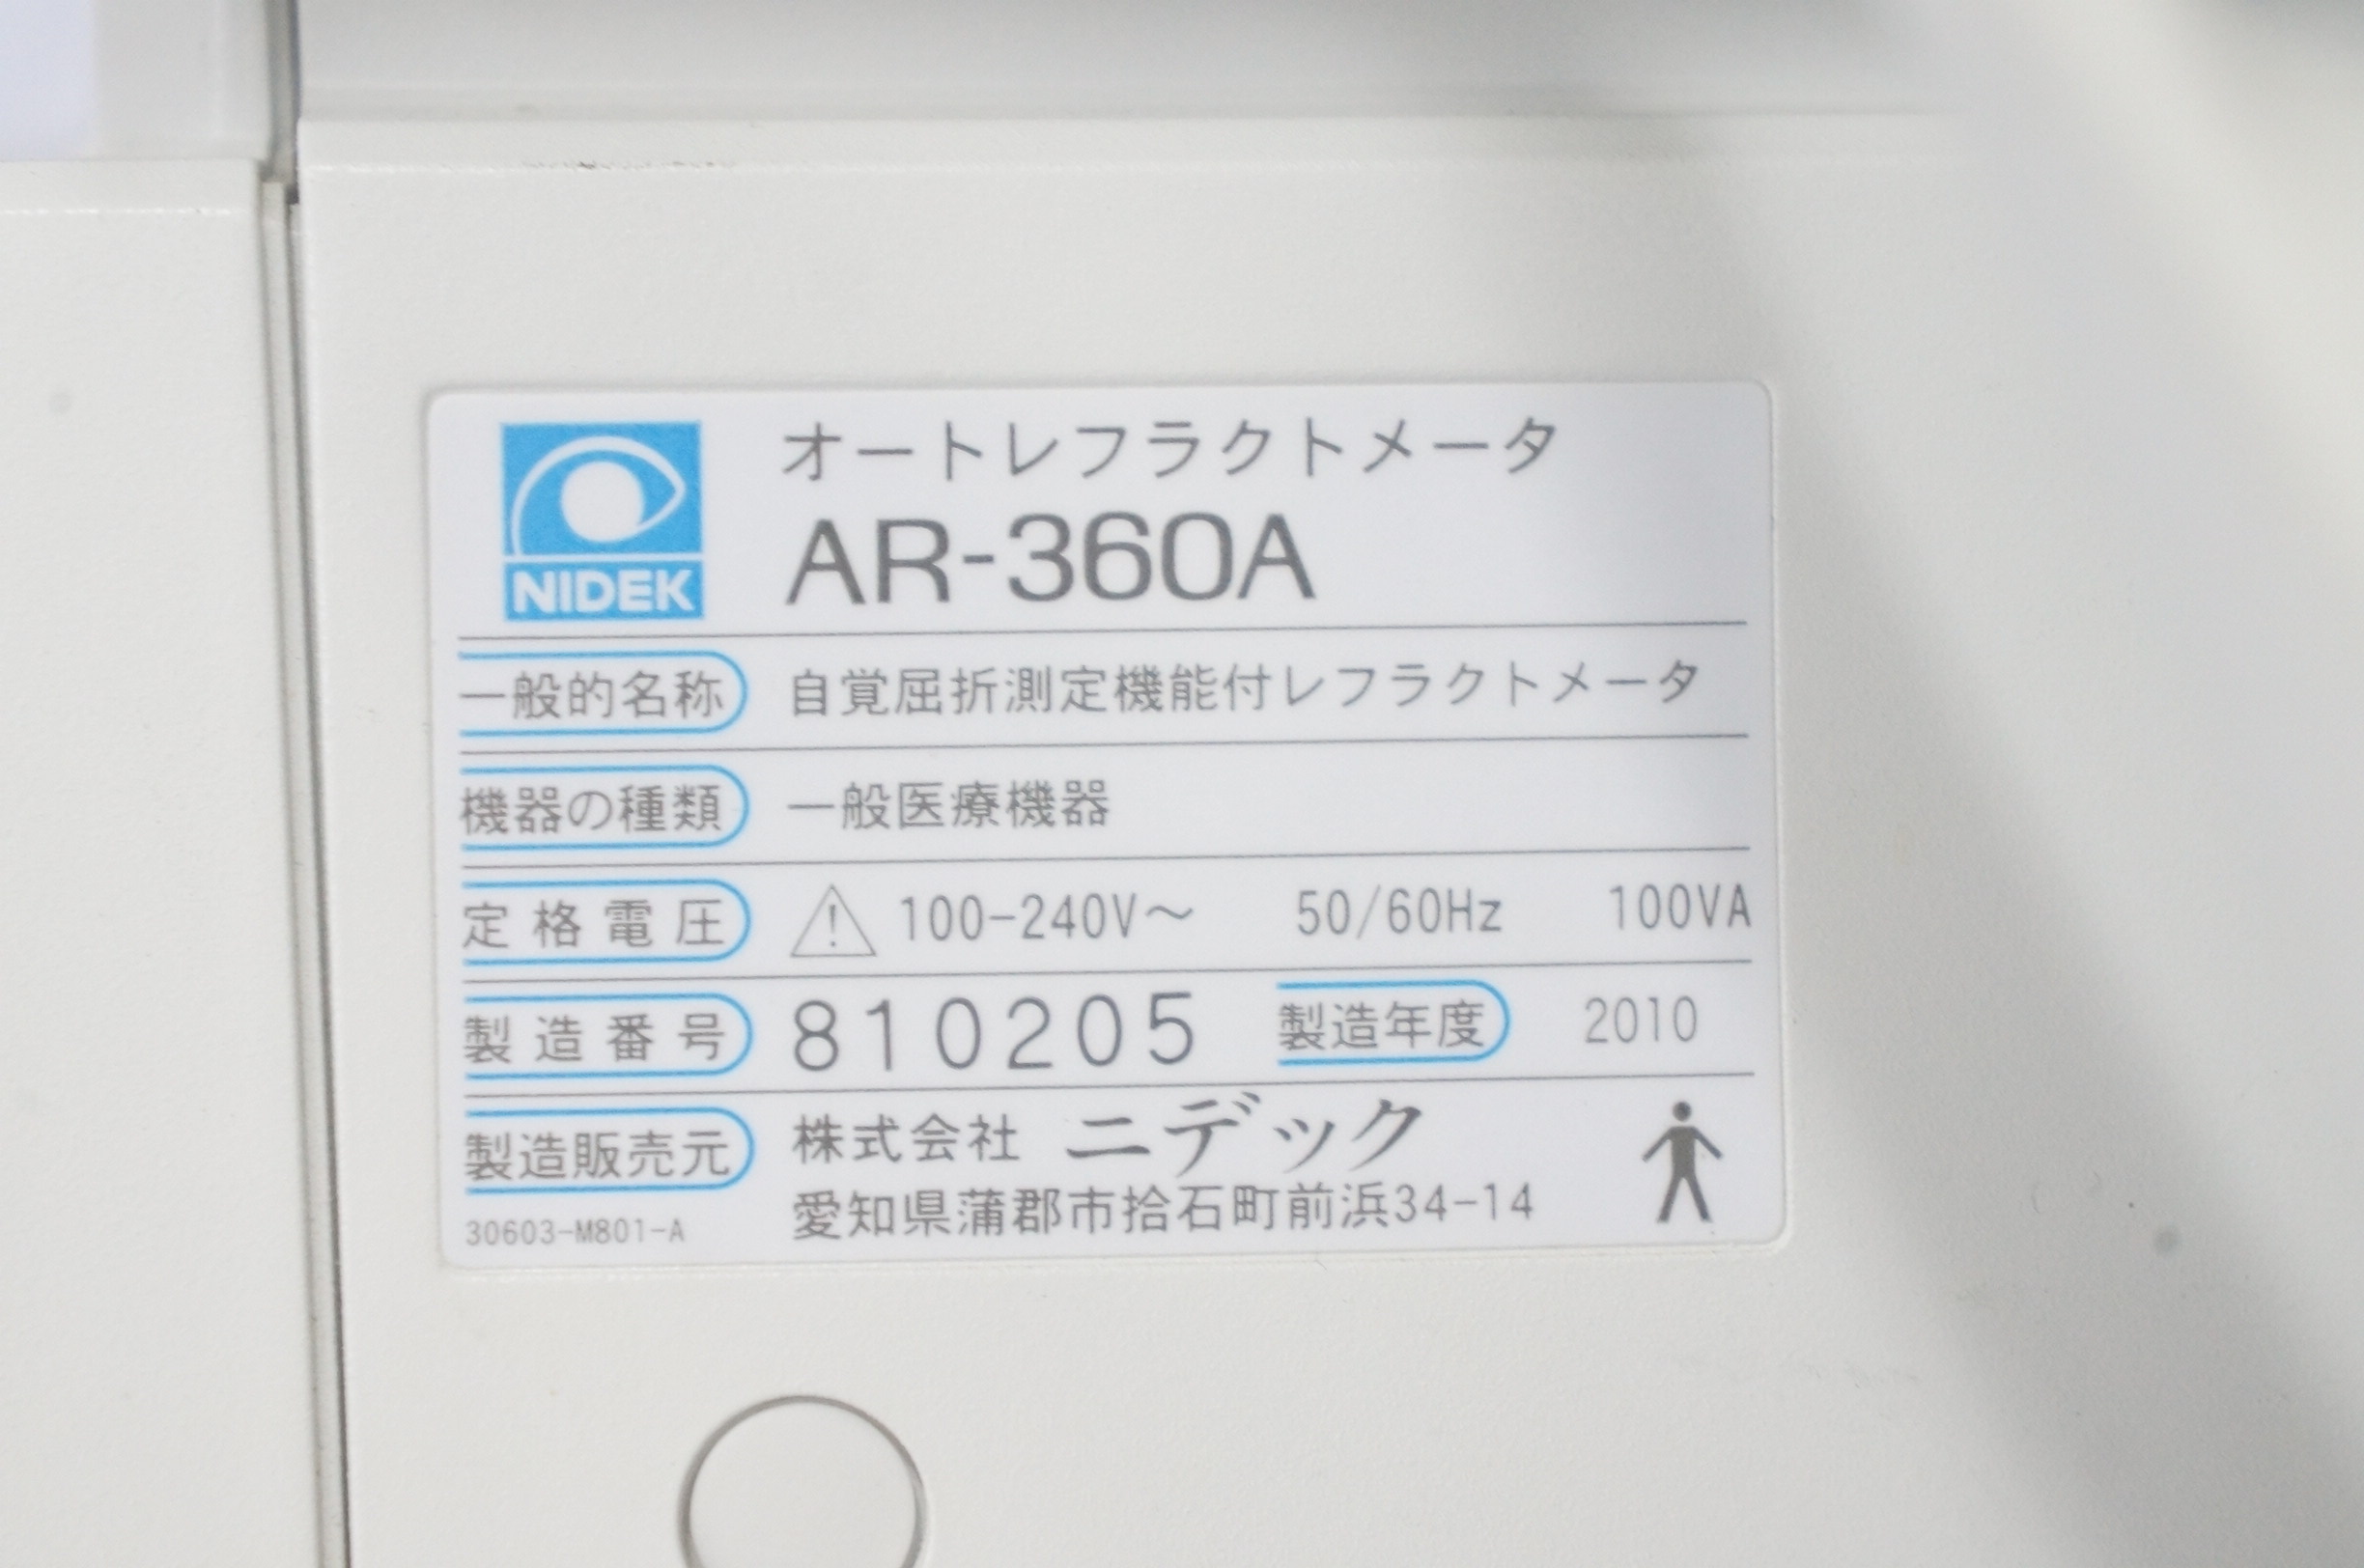 NIDEK
オートレフラクトメータ
AR-360A
一般的名称 自覚屈折測定機能付レフラクトメータ
機器の種類 一般医療機器
定格電圧 100-240V～ 50/60Hz 100VA
製造番号 810205 製造年度 2010
製造販売元 株式会社 ニデック
愛知県蒲郡市拾石町前浜34-14
30603-M801-A